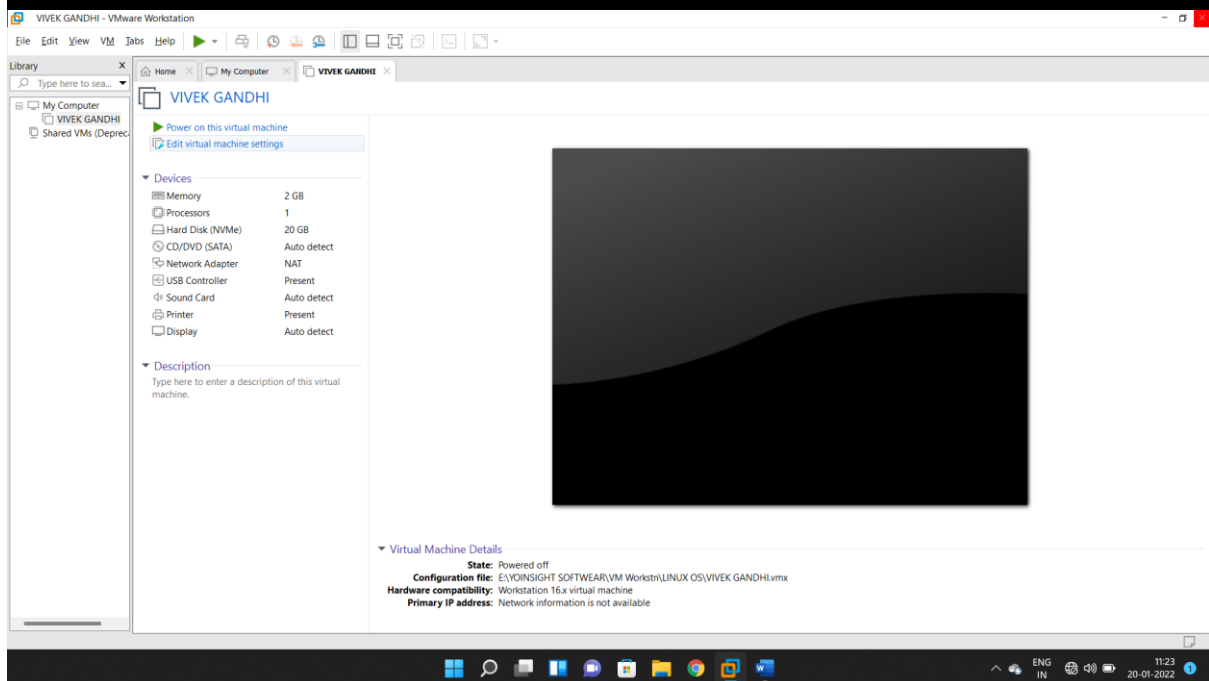 VIVEK GANDHI - VMware Workstation
File Edit View VM Tabs Help
Library X
Type here to sea...
My Computer
VIVEK GANDHI
Shared VMs (Deprec
Home My Computer VIVEK GANDHI
VIVEK GANDHI
Power on this virtual machine
Edit virtual machine settings
Devices
Memory 2 GB
Processors 1
Hard Disk (NVMe) 20 GB
CD/DVD (SATA) Auto detect
Network Adapter NAT
USB Controller Present
Sound Card Auto detect
Printer Present
Display Auto detect
Description
Type here to enter a description of this virtual
machine.
Virtual Machine Details
State: Powered off
Configuration file: E:\YOINSIGHT SOFTWEAR\VM Workstn\LINUX OS\VIVEK GANDHI.vmx
Hardware compatibility: Workstation 16.x virtual machine
Primary IP address: Network information is not available
ENG
IN
11:23
20-01-2022
1